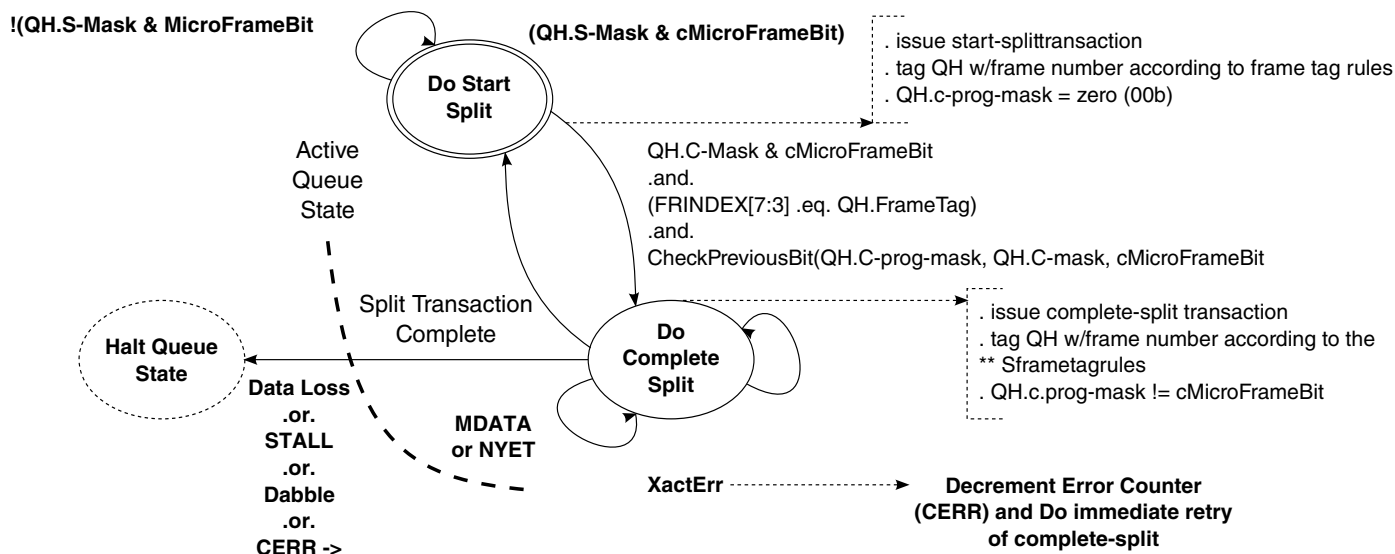 !(QH.S-Mask & MicroFrameBit
(QH.S-Mask & cMicroFrameBit)
. issue start-splittransaction
. tag QH w/frame number according to frame tag rules
. QH.c-prog-mask = zero (00b)
Do Start
Split
Active
Queue
State
QH.C-Mask & cMicroFrameBit
.and.
(FRINDEX[7:3] .eq. QH.FrameTag)
.and.
CheckPreviousBit(QH.C-prog-mask, QH.C-mask, cMicroFrameBit
Split Transaction
Complete
Halt Queue
State
Do
Complete
Split
. issue complete-split transaction
. tag QH w/frame number according to the
** Sframetagrules
. QH.c.prog-mask != cMicroFrameBit
Data Loss
.or.
STALL
.or.
Dabble
.or.
CERR ->
MDATA
or NYET
XactErr
Decrement Error Counter
(CERR) and Do immediate retry
of complete-split